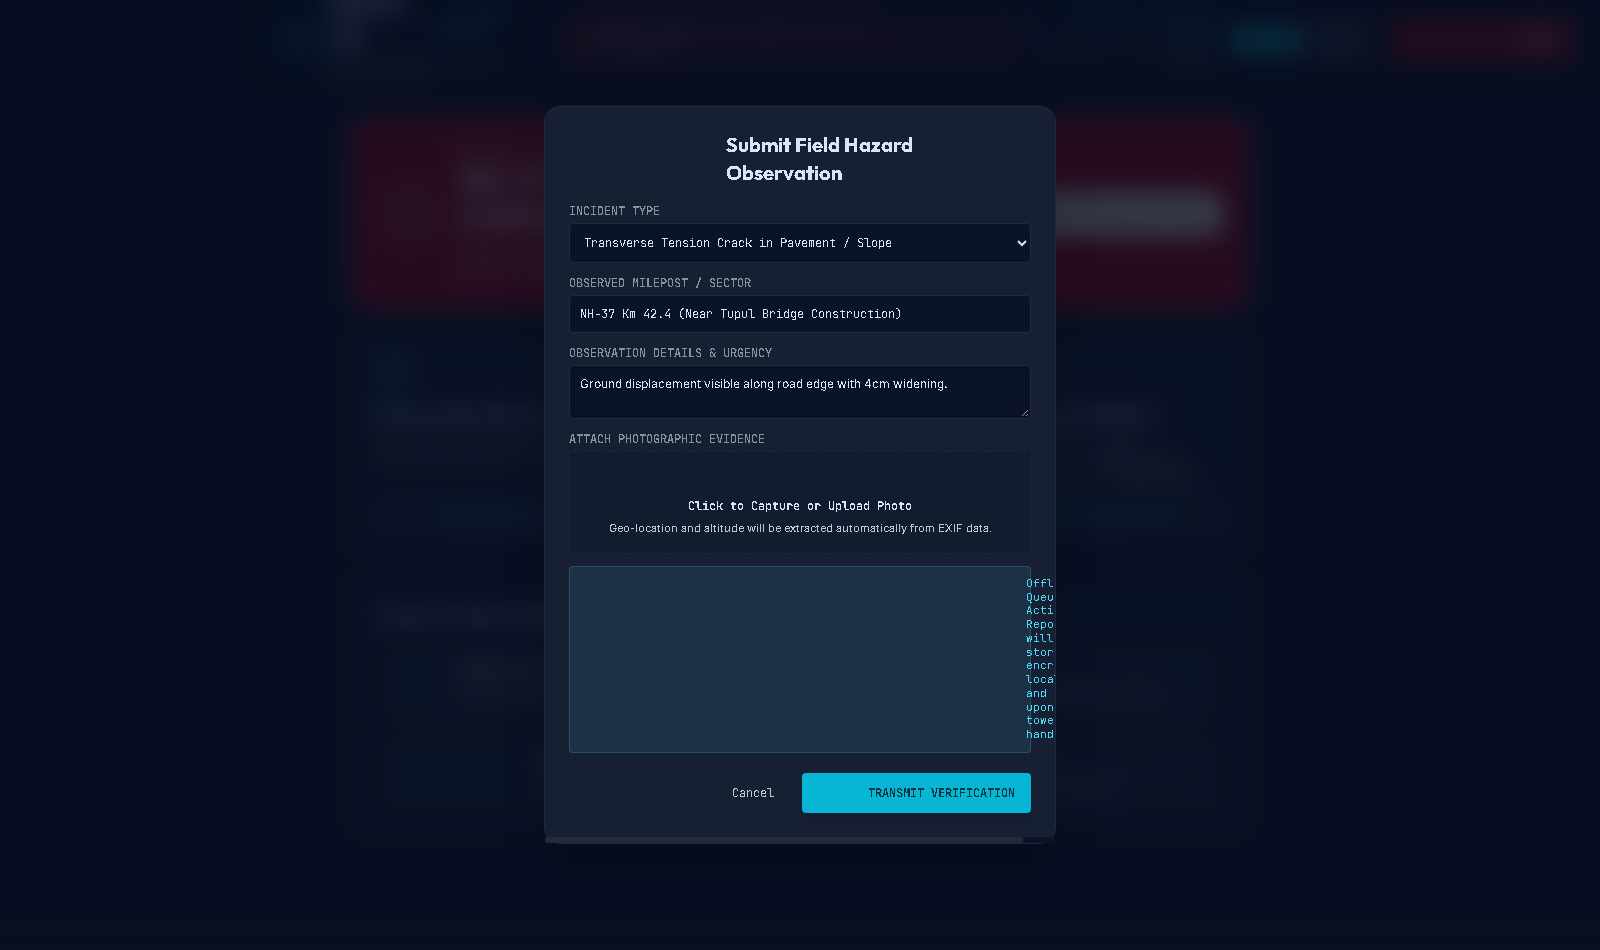 Submit Field Hazard
Observation
INCIDENT TYPE
Transverse Tension Crack in Pavement / Slope
OBSERVED MILEPOST / SECTOR
NH-37 Km 42.4 (Near Tupul Bridge Construction)
OBSERVATION DETAILS & URGENCY
Ground displacement visible along road edge with 4cm widening.
ATTACH PHOTOGRAPHIC EVIDENCE
Click to Capture or Upload Photo
Geo-location and altitude will be extracted automatically from EXIF data.
Offl
Queu
Acti
Repo
will
stor
encr
loca
and
upon
towe
hand
Cancel
TRANSMIT VERIFICATION